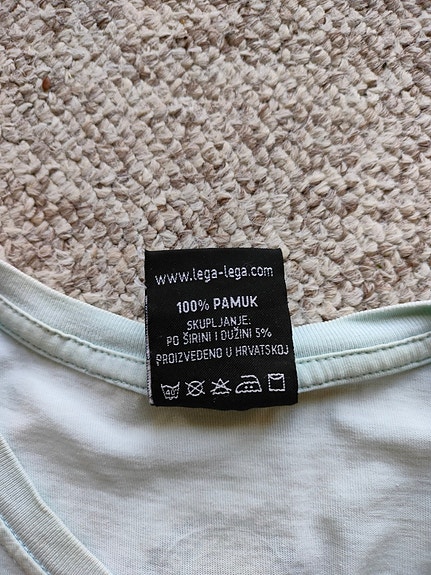 www.lega-lega.com
100% PAMUK
SKUPLJANJE:
PO ŠIRINI I DUŽINI 5%
PROIZVEDENO U HRVATSKOJ
40°